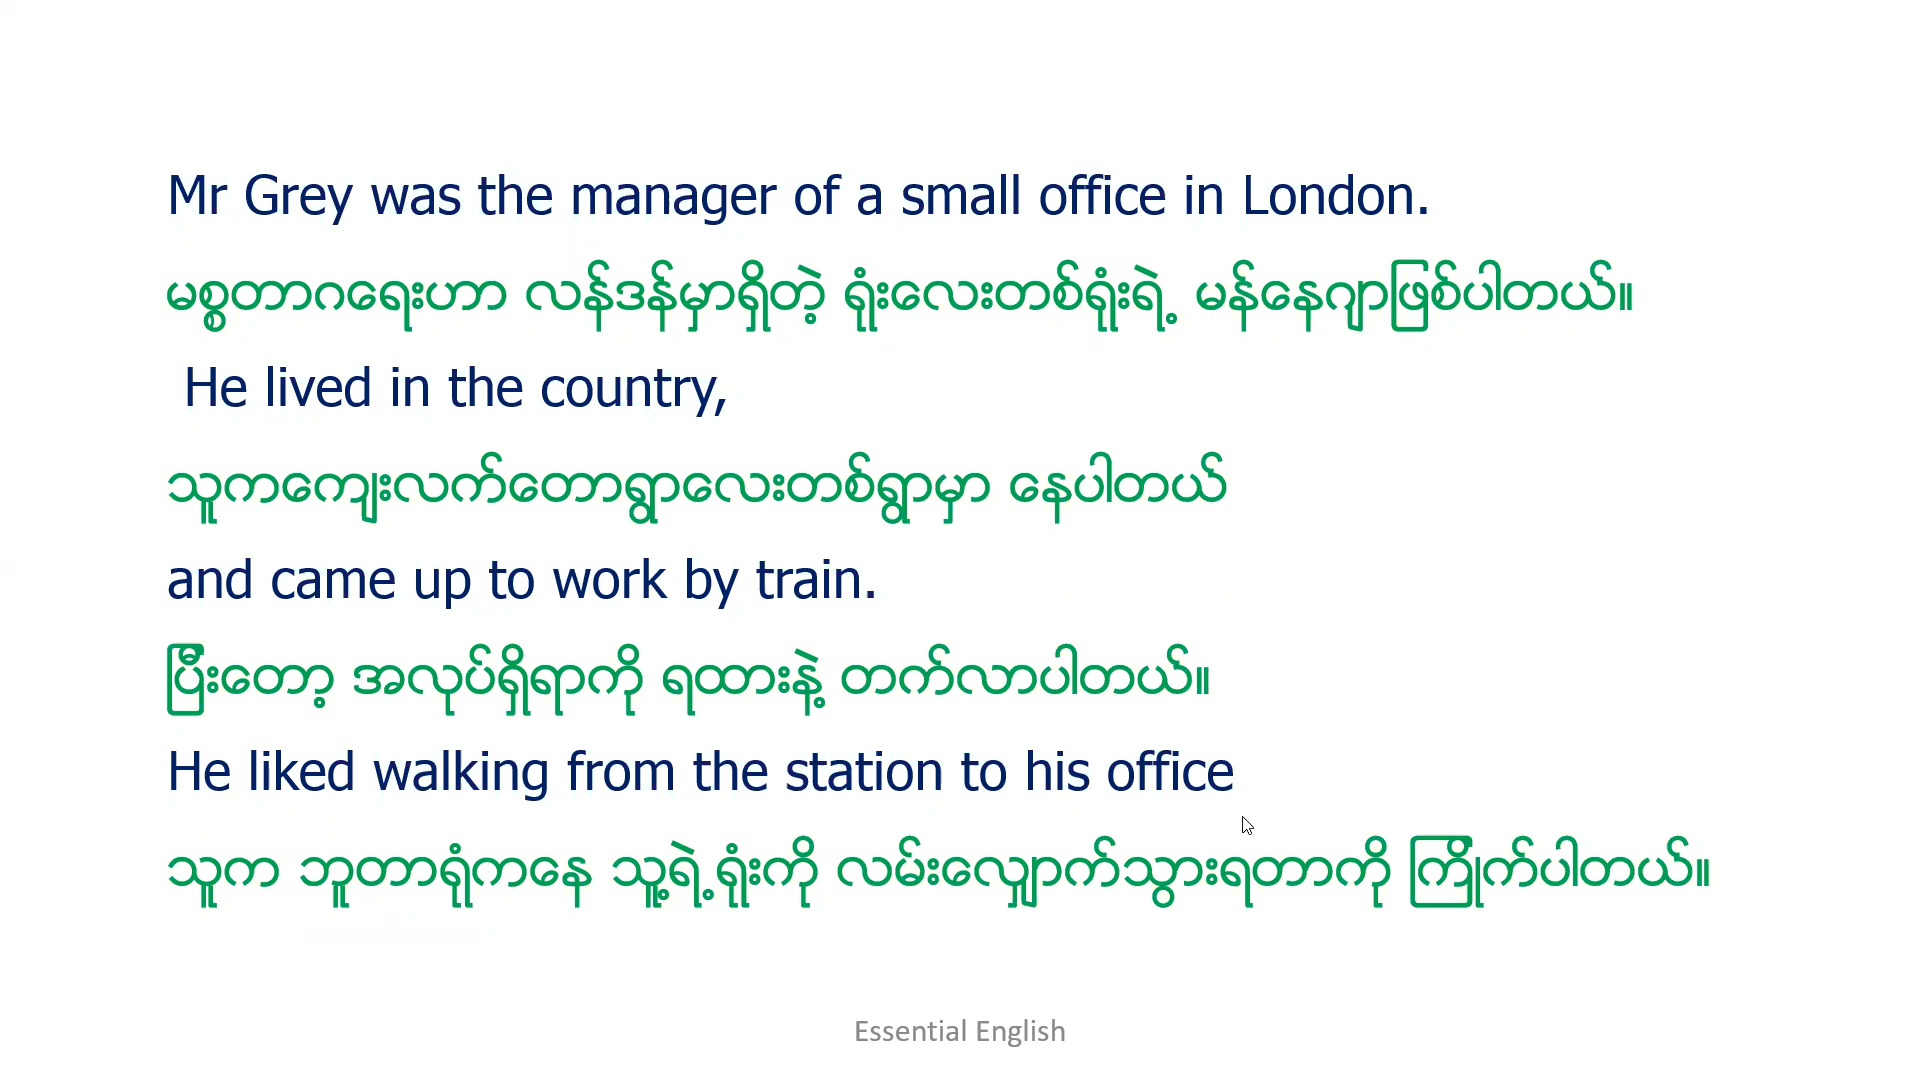 Mr Grey was the manager of a small office in London.
မစ္စတာဂရေးဟာ လန်ဒန်မှာရှိတဲ့ ရုံးလေးတစ်ရုံးရဲ့ မန်နေဂျာဖြစ်ပါတယ်။
He lived in the country,
သူကကျေးလက်တောရွာလေးတစ်ရွာမှာ နေပါတယ်
and came up to work by train.
ပြီးတော့ အလုပ်ရှိရာကို ရထားနဲ့ တက်လာပါတယ်။
He liked walking from the station to his office
သူက ဘူတာရုံကနေ သူ့ရဲ့ရုံးကို လမ်းလျှောက်သွားရတာကို ကြိုက်ပါတယ်။
Essential English